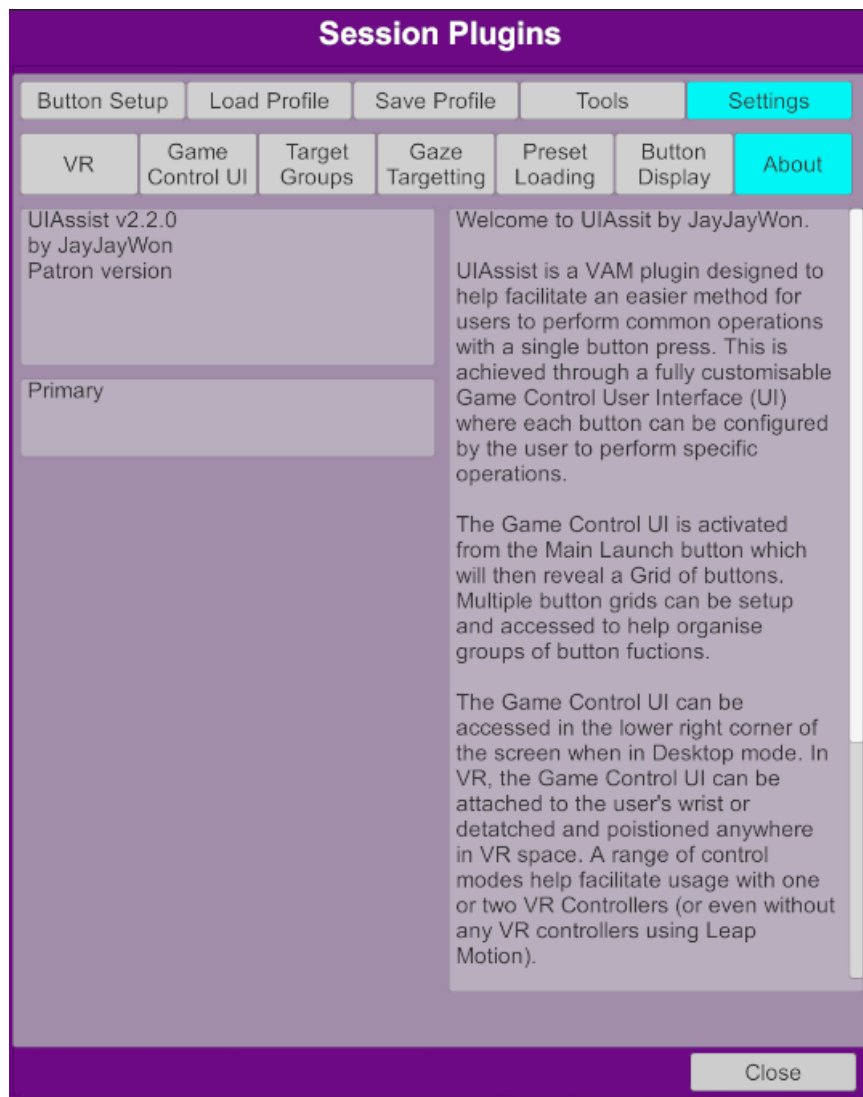 Session Plugins
Button Setup
Load Profile
Save Profile
Tools
Settings
VR
Game
Control UI
Target
Groups
Gaze
Targetting
Preset
Loading
Button
Display
About
UIAssist v2.2.0
by JayJayWon
Patron version
Primary
Welcome to UIAssit by JayJayWon.
UIAssist is a VAM plugin designed to
help facilitate an easier method for
users to perform common operations
with a single button press. This is
achieved through a fully customisable
Game Control User Interface (UI)
where each button can be configured
by the user to perform specific
operations.
The Game Control UI is activated
from the Main Launch button which
will then reveal a Grid of buttons.
Multiple button grids can be setup
and accessed to help organise
groups of button fuctions.
The Game Control UI can be
accessed in the lower right corner of
the screen when in Desktop mode. In
VR, the Game Control UI can be
attached to the user's wrist or
detatched and poistioned anywhere
in VR space. A range of control
modes help facilitate usage with one
or two VR Controllers (or even without
any VR controllers using Leap
Motion).
Close